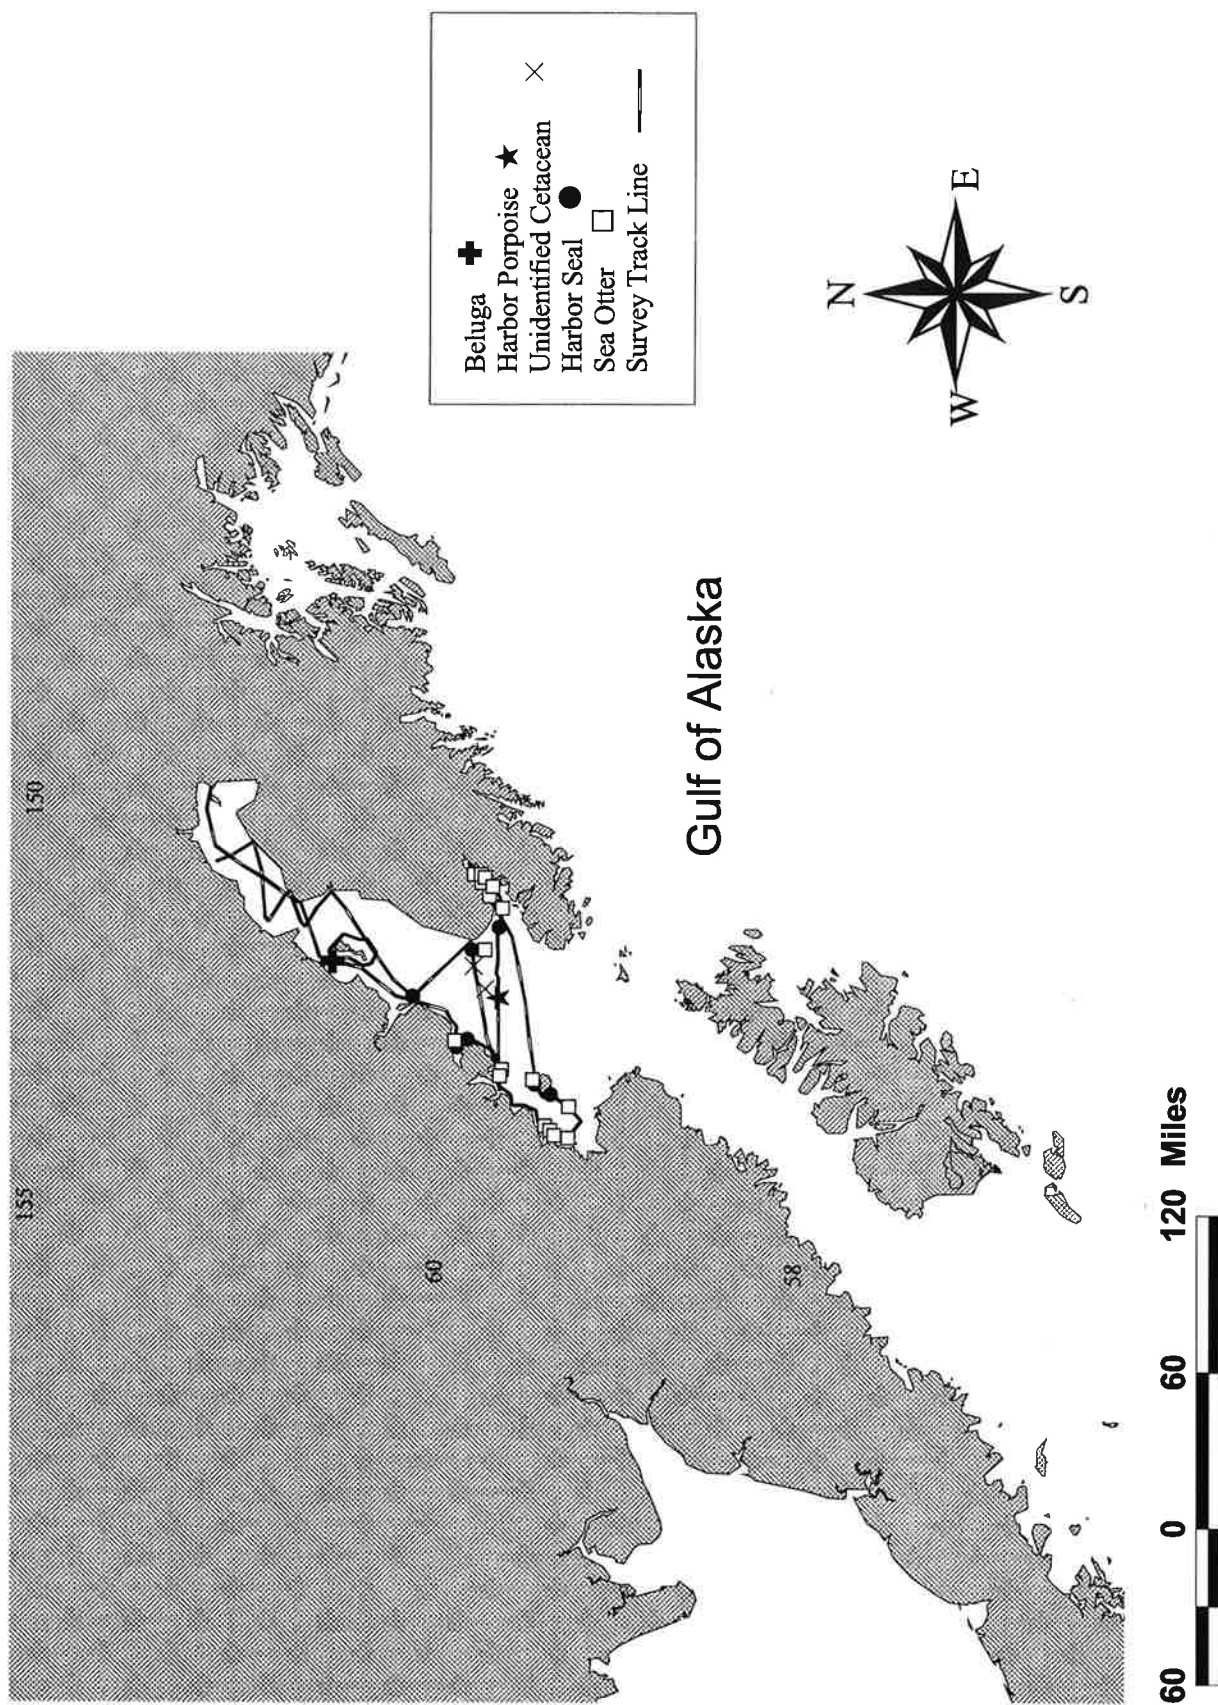 155
150
60
58
Gulf of Alaska
Beluga
Harbor Porpoise
Unidentified Cetacean
Harbor Seal
Sea Otter
Survey Track Line
N
W
E
S
60 0 60 120 Miles